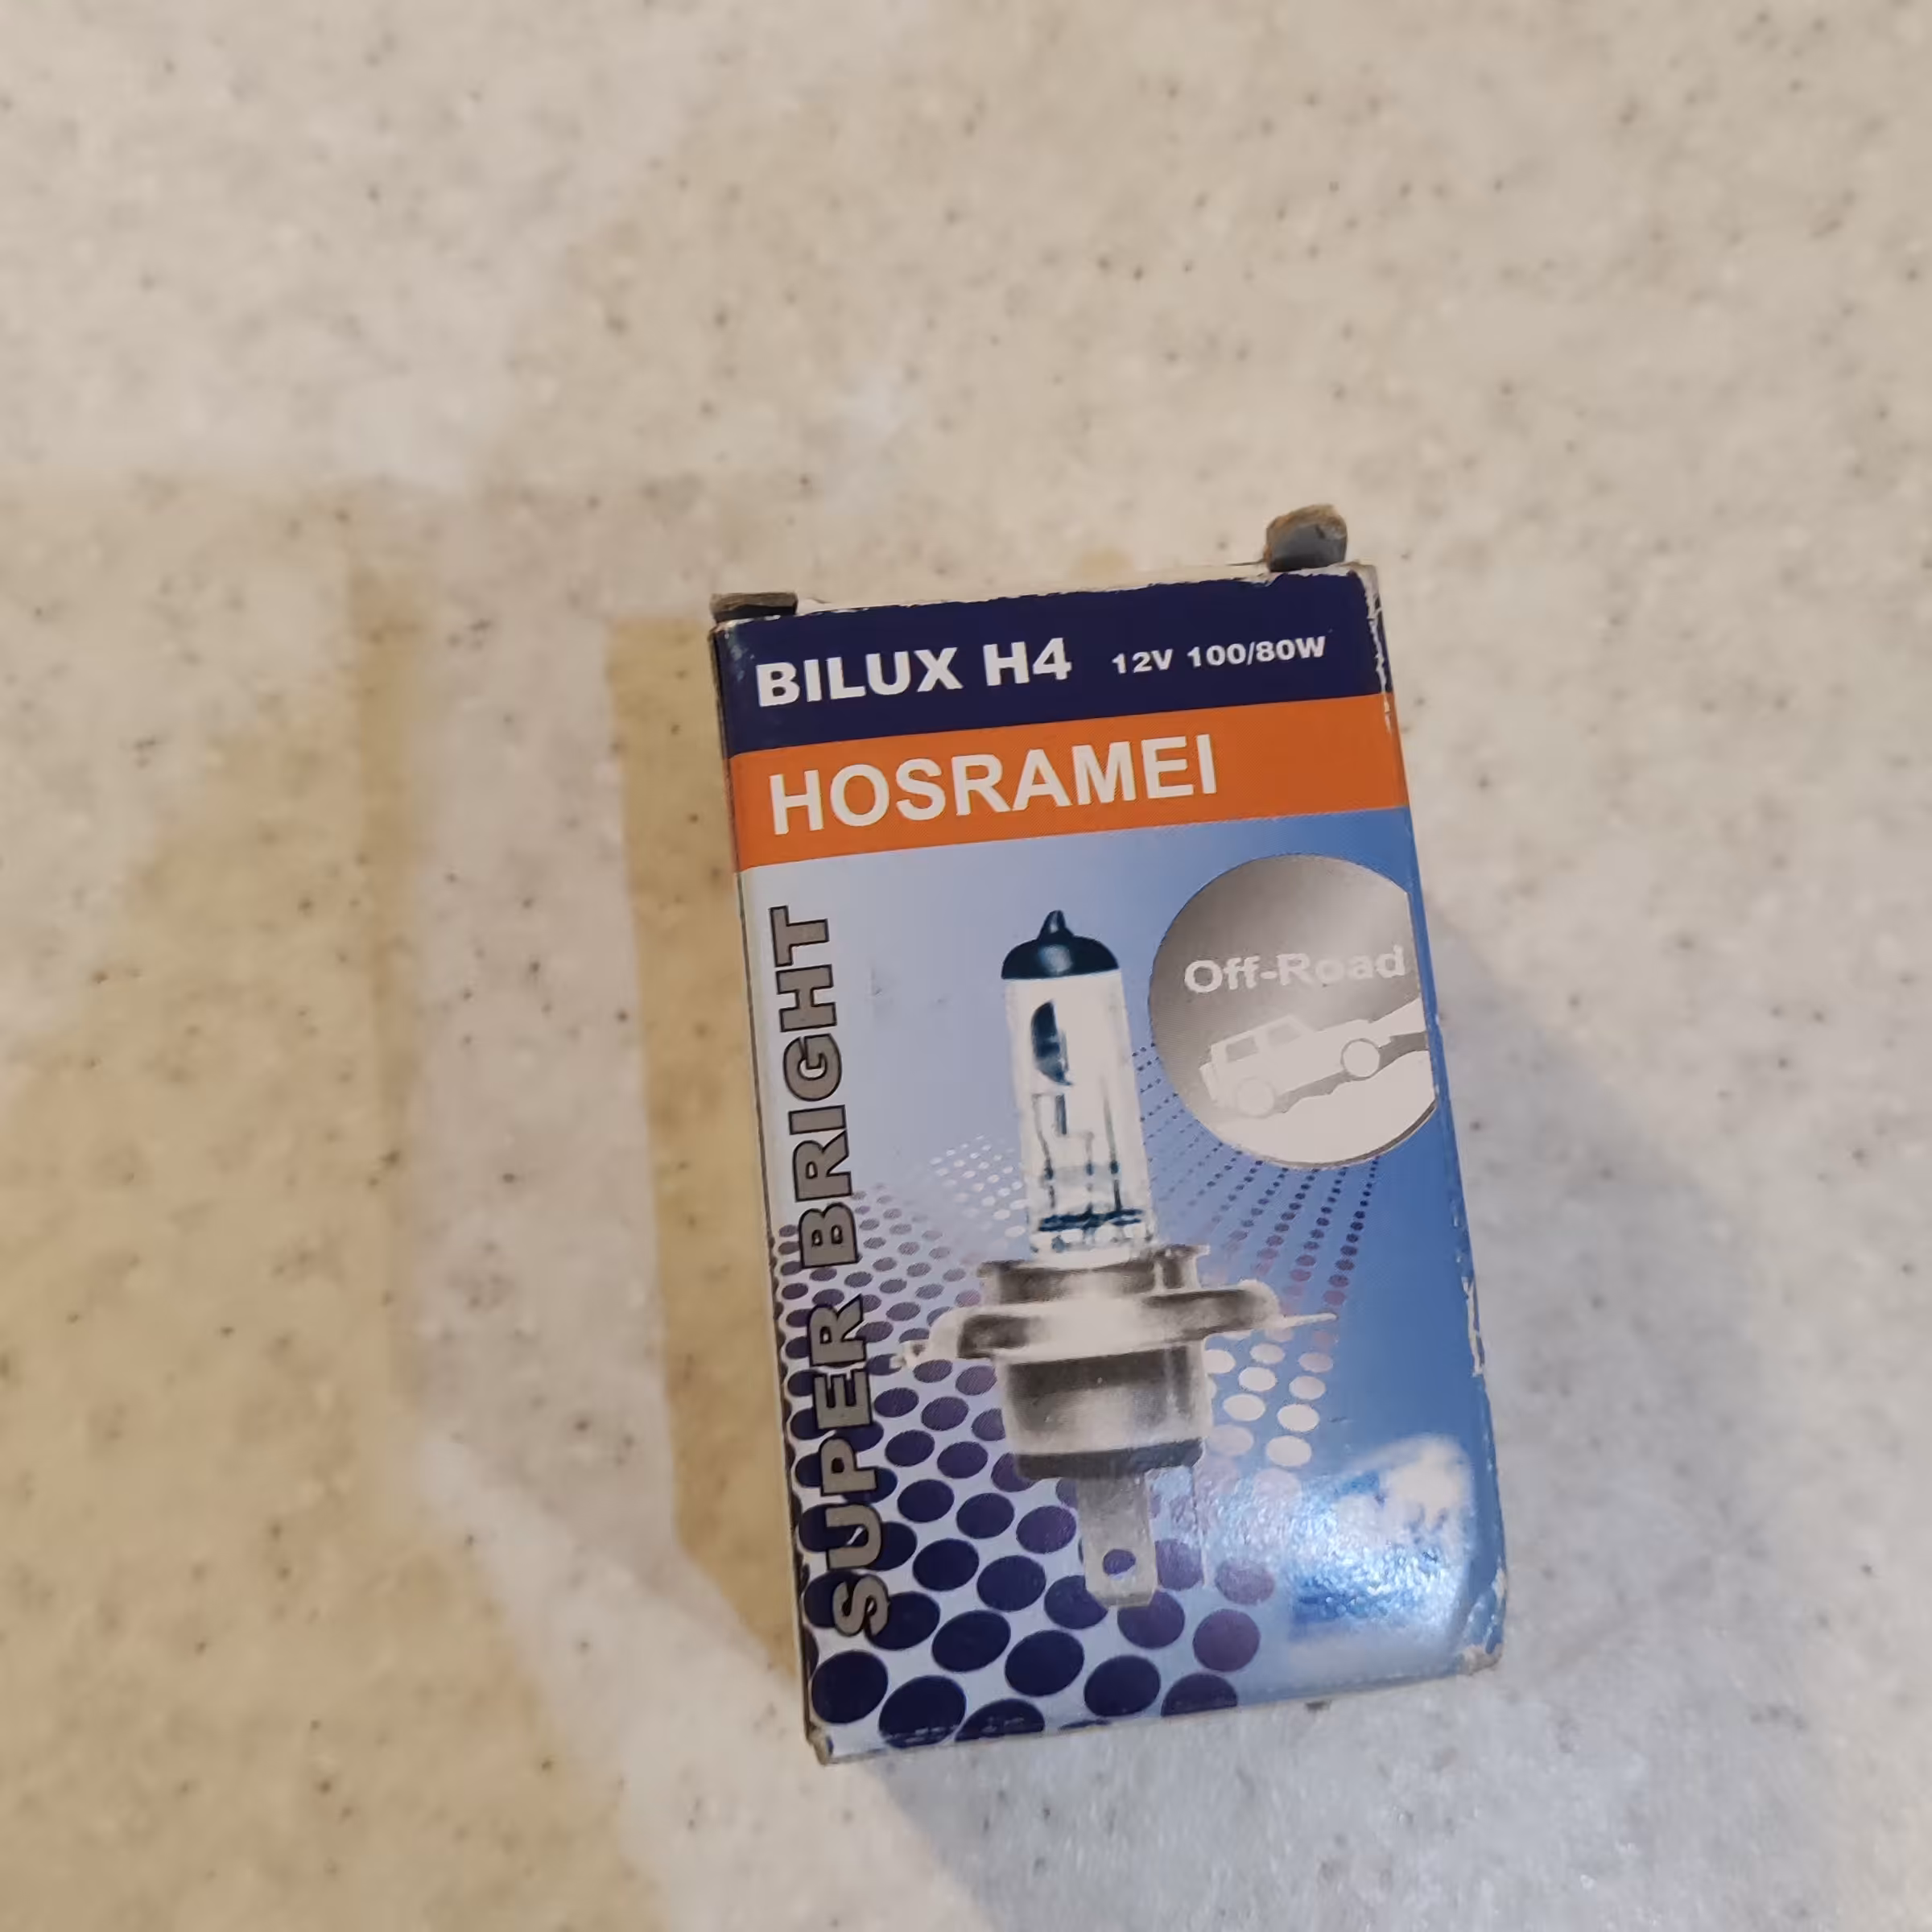 BILUX H4 12V 100/80W
HOSRAMEI
Off-Road
SUPER BRIGHT